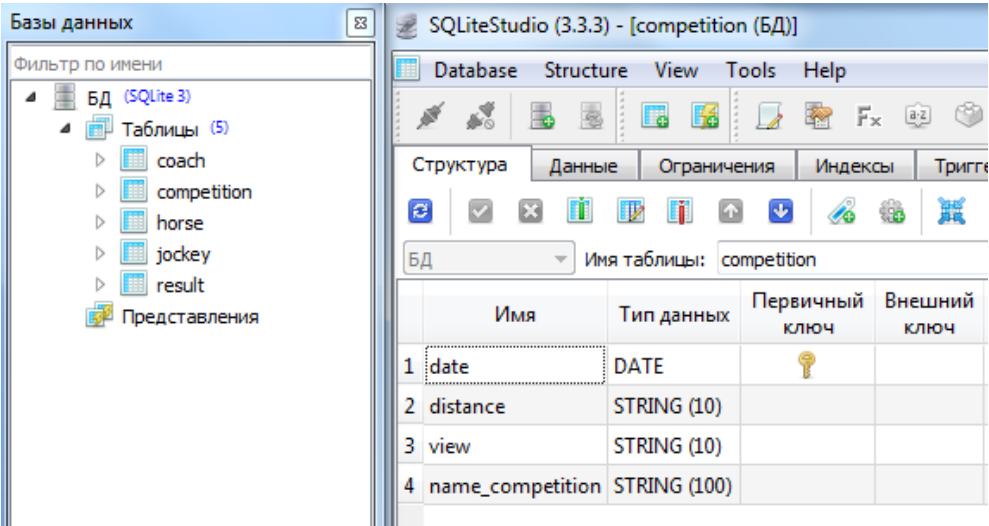 Базы данных
Фильтр по имени
БД (SQLite 3)
Таблицы (5)
coach
competition
horse
jockey
result
Представления
SQLiteStudio (3.3.3) - [competition (БД)]
Database Structure View Tools Help
Структура Данные Ограничения Индексы Тригге
БД Имя таблицы: competition
Имя Тип данных Первичный ключ Внешний ключ
1 date DATE
2 distance STRING (10)
3 view STRING (10)
4 name_competition STRING (100)